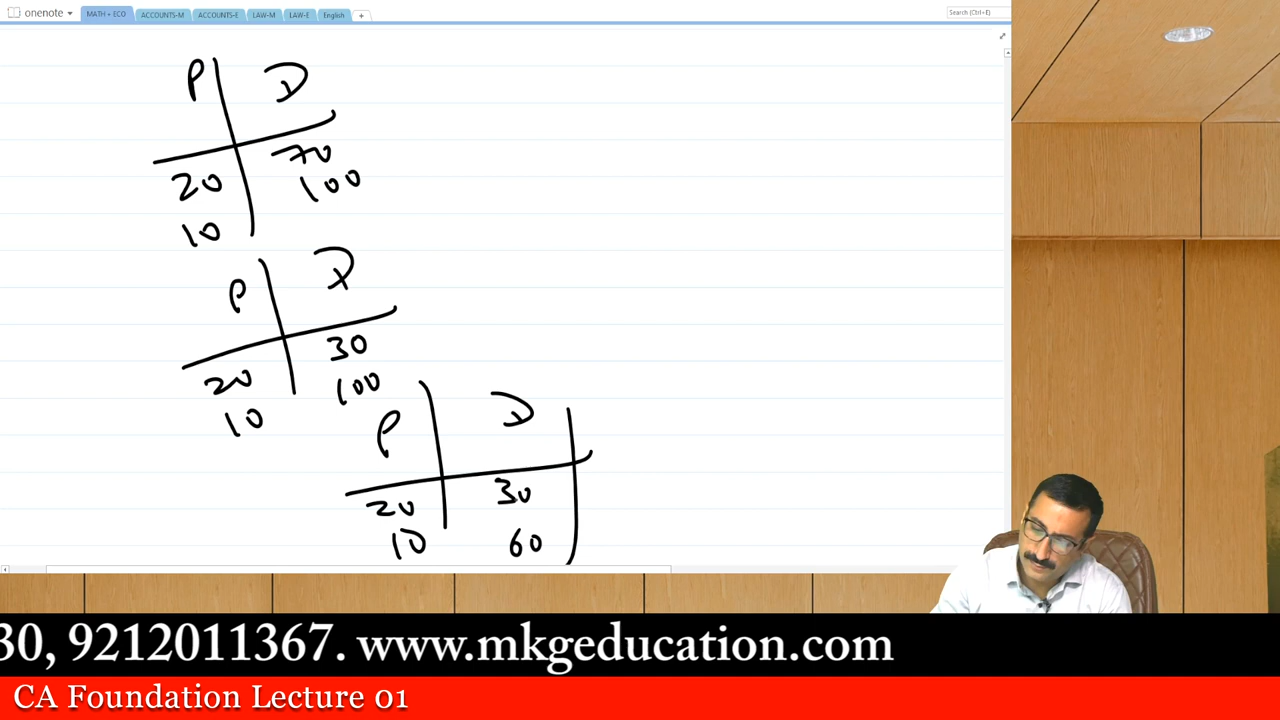 onenote
MATH + ECO ACCOUNTS-M ACCOUNTS-E LAW-M LAW-E English +
Search (Ctrl+E)
P D
70
20 100
10
P D
30
20 100
10
P D
20 30
10 60
30, 9212011367. www.mkgeducation.com
CA Foundation Lecture 01